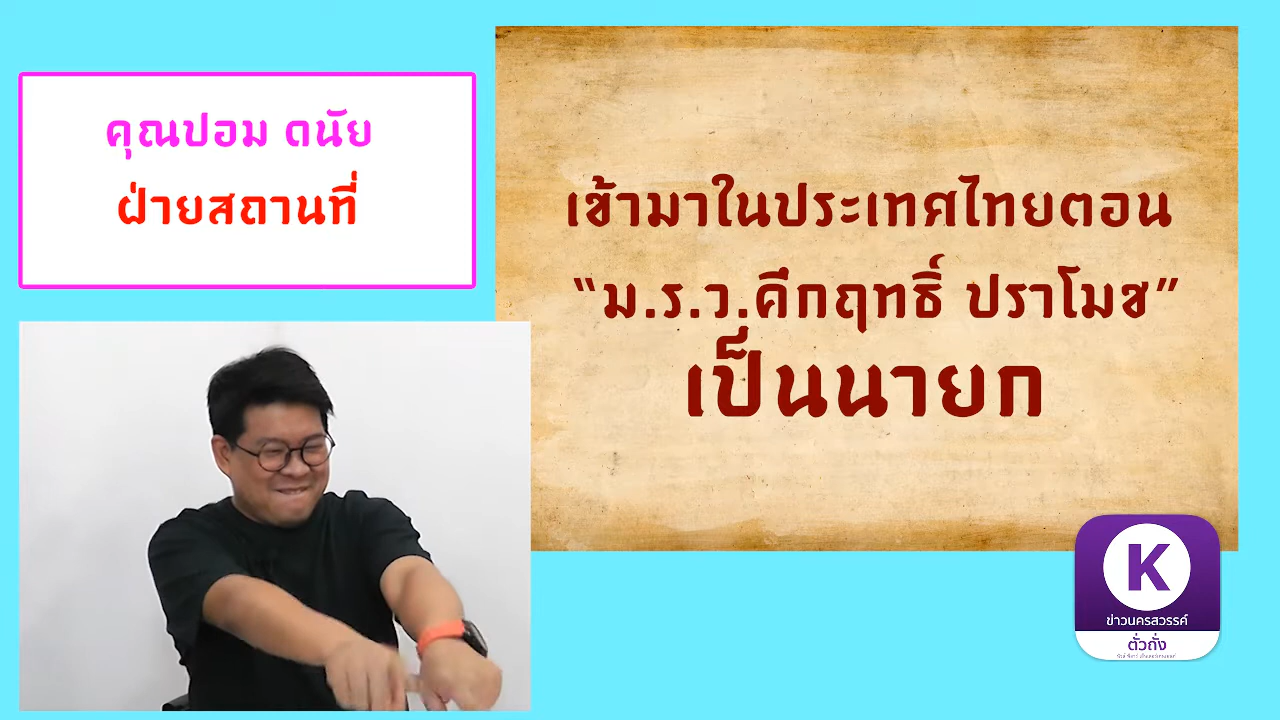 คุณปอม ดนัย
ฝ่ายสถานที่
เข้ามาในประเทศไทยตอน
“ม.ร.ว.คึกฤทธิ์ ปราโมช”
เป็นนายก
K
ข่าวนครสวรรค์
ตั่วถั่ง